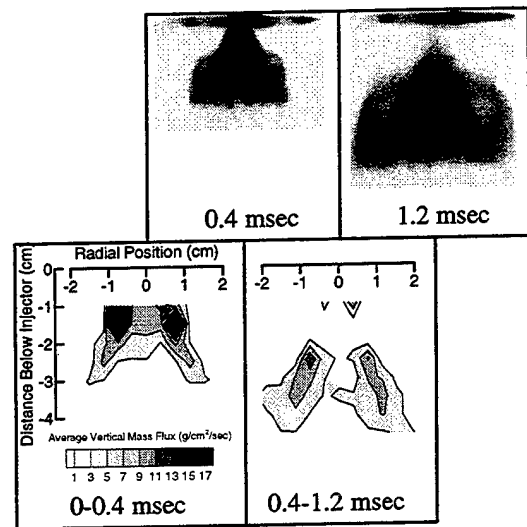 0.4 msec
1.2 msec
Radial Position (cm)
-2 -1 0 1 2
-2 -1 0 1 2
Distance Below Injector (cm)
0
-1
-2
-3
-4
Average Vertical Mass Flux (g/cm²/sec)
1 3 5 7 9 11 13 15 17
0-0.4 msec
0.4-1.2 msec